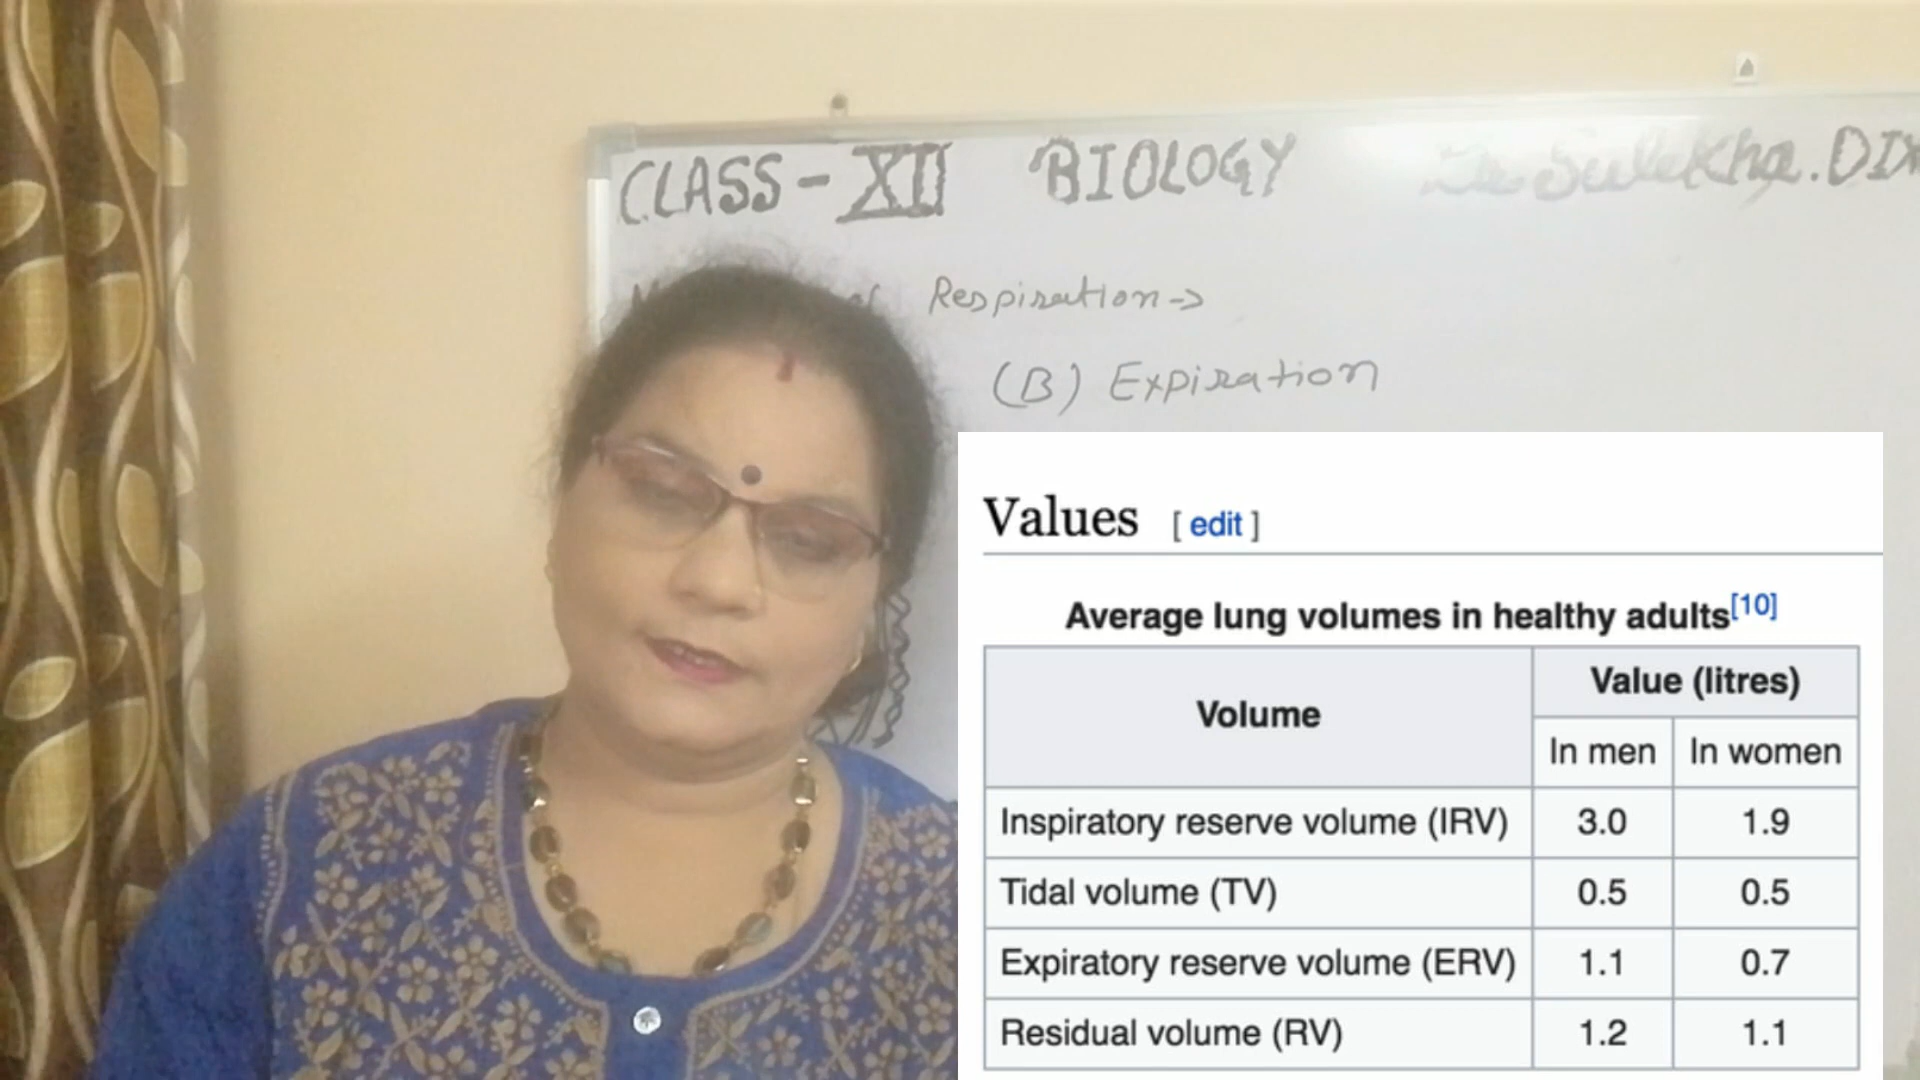 CLASS-XII BIOLOGY Sulekha.DIX
Respiration→
(B) Expiration
Values [ edit ]
Average lung volumes in healthy adults[10]
Volume Value (litres)
In men In women
Inspiratory reserve volume (IRV) 3.0 1.9
Tidal volume (TV) 0.5 0.5
Expiratory reserve volume (ERV) 1.1 0.7
Residual volume (RV) 1.2 1.1